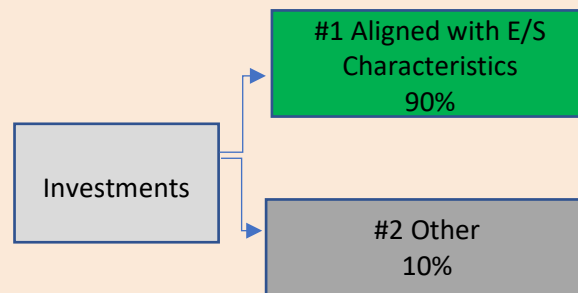 #1 Aligned with E/S
Characteristics
90%
Investments
#2 Other
10%